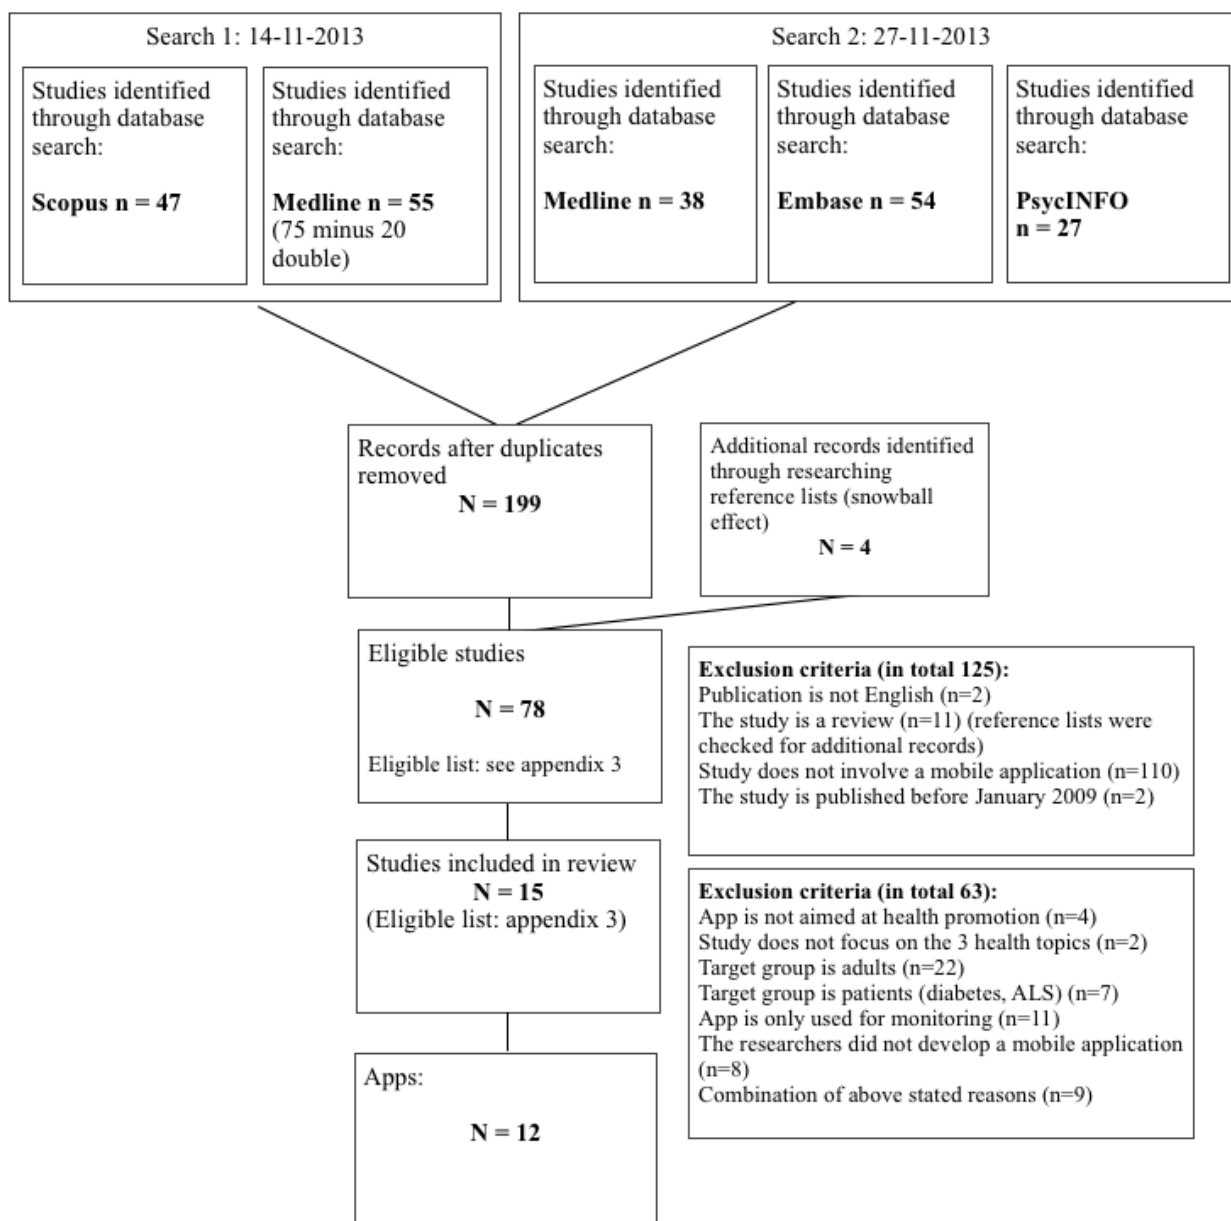 Search 1: 14-11-2013
Studies identified
through database
search:
Scopus n = 47
Studies identified
through database
search:
Medline n = 55
(75 minus 20
double)
Search 2: 27-11-2013
Studies identified
through database
search:
Medline n = 38
Studies identified
through database
search:
Embase n = 54
Studies identified
through database
search:
PsycINFO
n = 27
Records after duplicates
removed
N = 199
Additional records identified
through researching
reference lists (snowball
effect)
N = 4
Eligible studies
N = 78
Eligible list: see appendix 3
Exclusion criteria (in total 125):
Publication is not English (n=2)
The study is a review (n=11) (reference lists were
checked for additional records)
Study does not involve a mobile application (n=110)
The study is published before January 2009 (n=2)
Studies included in review
N = 15
(Eligible list: appendix 3)
Exclusion criteria (in total 63):
App is not aimed at health promotion (n=4)
Study does not focus on the 3 health topics (n=2)
Target group is adults (n=22)
Target group is patients (diabetes, ALS) (n=7)
App is only used for monitoring (n=11)
The researchers did not develop a mobile application
(n=8)
Combination of above stated reasons (n=9)
Apps:
N = 12